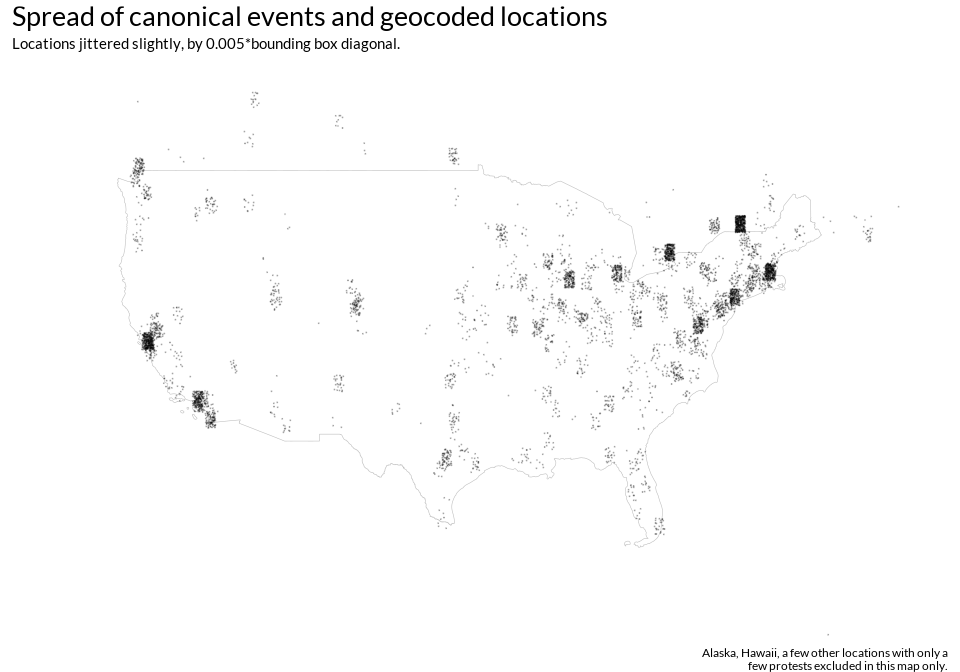 Spread of canonical events and geocoded locations
Locations jittered slightly, by 0.005*bounding box diagonal.
Alaska, Hawaii, a few other locations with only a
few protests excluded in this map only.